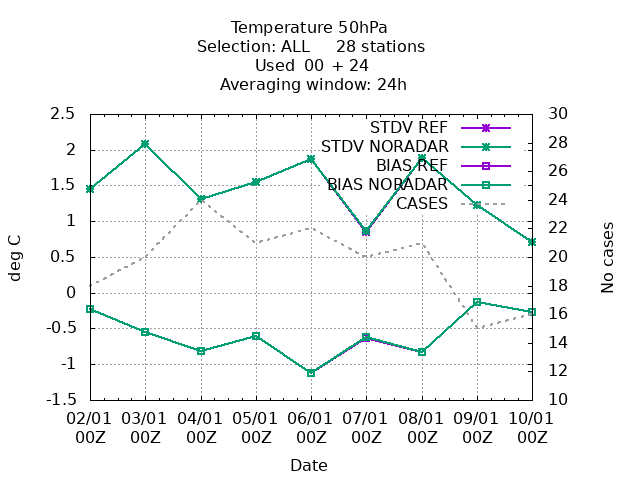 Temperature 50hPa
Selection: ALL 28 stations
Used 00 + 24
Averaging window: 24h
2.5
2
1.5
1
0.5
0
-0.5
-1
-1.5
deg C
30
28
26
24
22
20
18
16
14
12
10
No cases
STDV REF
STDV NORADAR
BIAS REF
BIAS NORADAR
CASES
02/01 03/01 04/01 05/01 06/01 07/01 08/01 09/01 10/01
00Z 00Z 00Z 00Z 00Z 00Z 00Z 00Z 00Z
Date